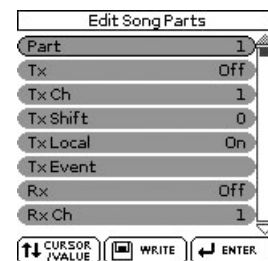 Edit Song Parts
Part 1
Tx Off
Tx Ch 1
Tx Shift 0
Tx Local On
Tx Event
Rx Off
Rx Ch 1
CURSOR /VALUE WRITE ENTER